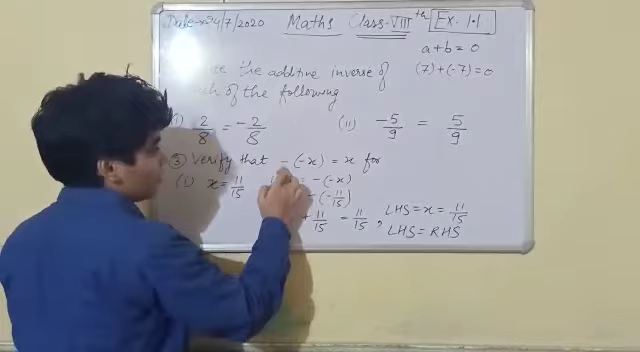 Date→24/7/2020 Maths Class-VIII th Ex. 1.1
a+b=0
the additive inverse of (7)+(-7)=0
of the following
2/8 = -2/8 (ii) -5/9 = 5/9
③ Verify that -(-x) = x for
(i) x = 11/15 = -(-x)
-(-11/15)
+11/15 = 11/15 , LHS = x = 11/15
LHS = RHS